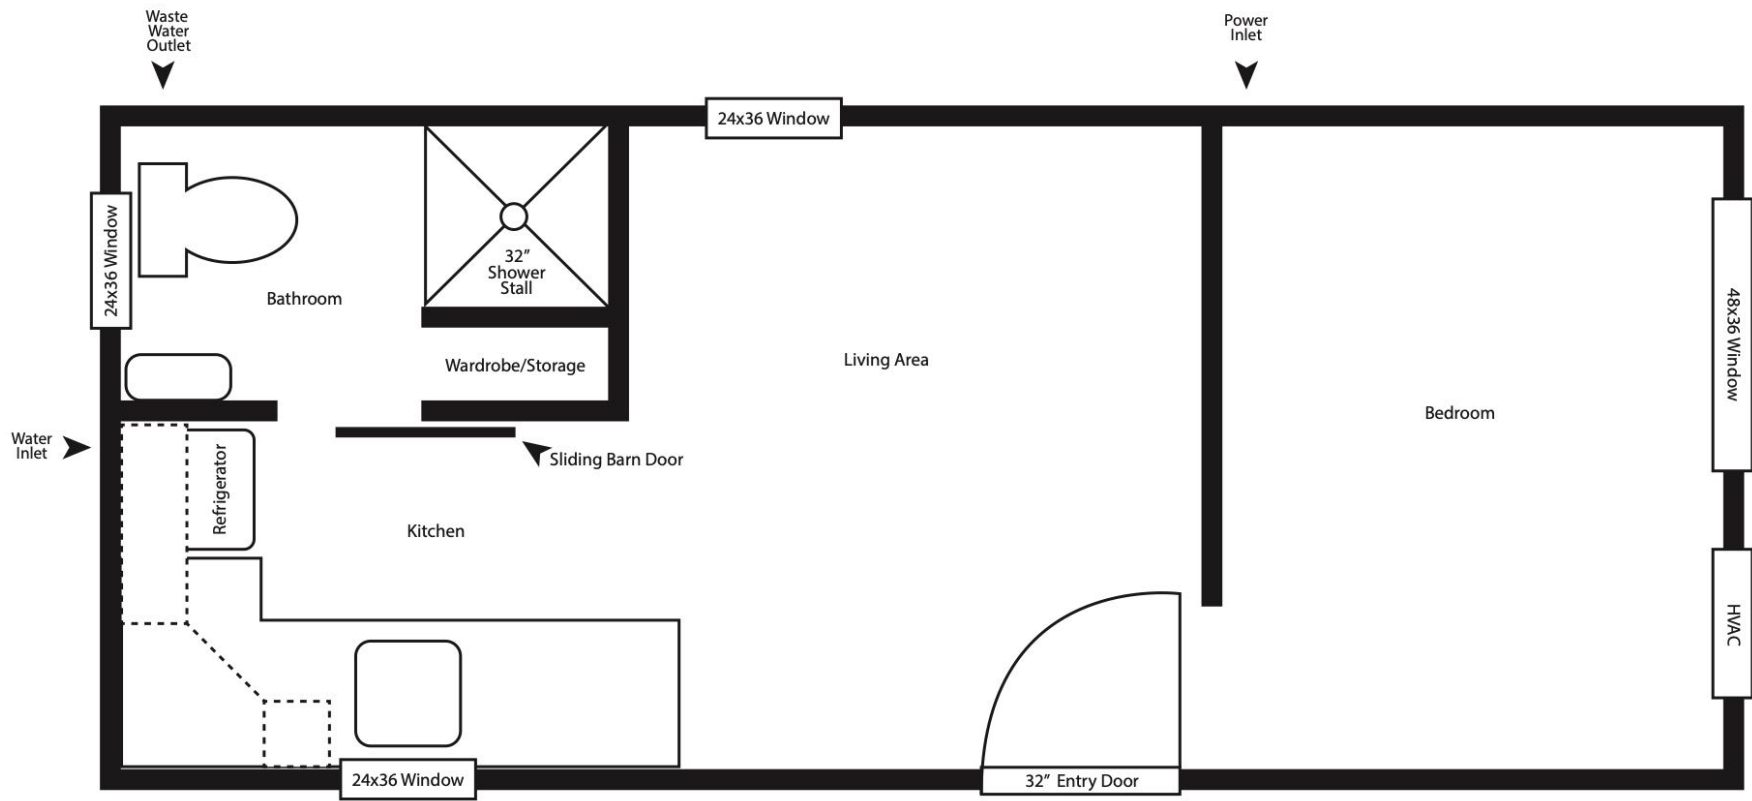 Waste
Water
Outlet
Power
Inlet
24x36 Window
24x36 Window
32” Shower
Stall
Bathroom
48x36 Window
Wardrobe/Storage
Living Area
Bedroom
Water
Inlet
Sliding Barn Door
Refrigerator
Kitchen
HVAC
24x36 Window
32” Entry Door